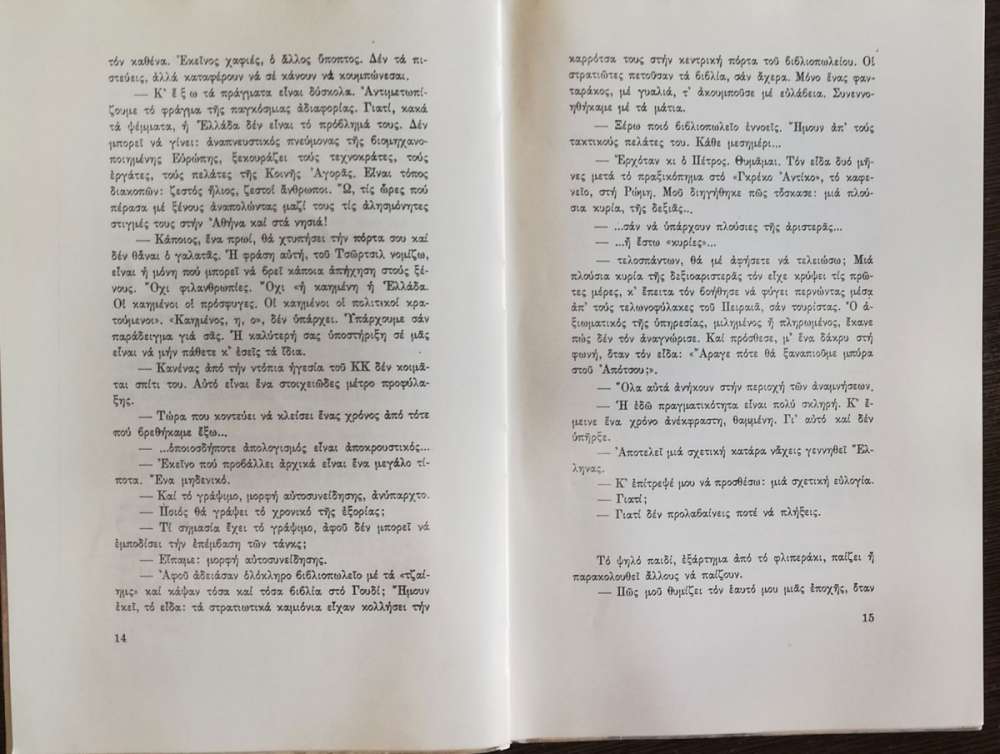 τόν καθένα. Ἐκεῖνος χαφιές, ὁ ἄλλος ὕποπτος. Δέν τά πι-
στεύεις, ἀλλά καταφέρουν νά σέ κάνουν νά κουμπώνεσαι.
— Κ' ἔξω τά πράγματα εἶναι δύσκολα. Ἀντιμετωπί-
ζουμε τό φράγμα τῆς παγκόσμιας ἀδιαφορίας. Γιατί, κακά
τά ψέμματα, ἡ Ἑλλάδα δέν εἶναι τό πρόβλημά τους. Δέν
μπορεῖ νά γίνει: ἀναπνευστικός πνεύμονας τῆς βιομηχανο-
ποιημένης Εὐρώπης, ξεκουράζει τούς τεχνοκράτες, τούς
ἐργάτες, τούς πελάτες τῆς Κοινῆς Ἀγορᾶς. Εἶναι τόπος
διακοπῶν: ζεστός ἥλιος, ζεστοί ἄνθρωποι. Ὤ, τίς ὧρες πού
πέρασα μέ ξένους ἀναπολώντας μαζί τους τίς ἀλησμόνητες
στιγμές τους στήν Ἀθήνα καί στά νησιά!
— Κάποιος, ἕνα πρωί, θά χτυπήσει τήν πόρτα σου καί
δέν θἆναι ὁ γαλατάς. Ἡ φράση αὐτή, τοῦ Τσῶρτσιλ νομίζω,
εἶναι ἡ μόνη πού μπορεῖ νά βρεῖ κάποια ἀπήχηση στούς ξέ-
νους. Ὄχι φιλανθρωπίες. Ὄχι «ἡ καημένη ἡ Ἑλλάδα.
Οἱ καημένοι οἱ πρόσφυγες. Οἱ καημένοι οἱ πολιτικοί κρα-
τούμενοι». «Καημένος, η, ο», δέν ὑπάρχει. Ὑπάρχουμε σάν
παράδειγμα γιά σᾶς. Ἡ καλύτερή σας ὑποστήριξη σέ μᾶς
εἶναι νά μήν πάθετε κ' ἐσεῖς τά ἴδια.
— Κανένας ἀπό τήν ντόπια ἡγεσία τοῦ ΚΚ δέν κοιμᾶ-
ται σπίτι του. Αὐτό εἶναι ἕνα στοιχειῶδες μέτρο προφύλα-
ξης.
— Τώρα που κοντεύει νά κλείσει ἕνας χρόνος ἀπό τότε
πού βρεθήκαμε ἔξω...
— ...ὁποιοσδήποτε ἀπολογισμός εἶναι ἀποκρουστικός...
— Ἐκεῖνο πού προβάλλει ἀρχικά εἶναι ἕνα μεγάλο τί-
ποτα. Ἕνα μηδενικό.
— Καί τό γράψιμο, μορφή αὐτοσυνείδησης, ἀνύπαρχτο.
— Ποιός θά γράψει τό χρονικό τῆς ἐξορίας;
— Τί σημασία ἔχει τό γράψιμο, ἀφοῦ δέν μπορεῖ νά
ἐμποδίσει τήν ἐπέμβαση τῶν τάνκς;
— Εἴπαμε: μορφή αὐτοσυνείδησης.
— Ἀφοῦ ἀδειάσαν ὁλόκληρο βιβλιοπωλεῖο μέ τά «τζαί-
ημς» καί κάψαν τόσα καί τόσα βιβλία στό Γουδί; Ἤμουν
ἐκεῖ, τό εἶδα: τά στρατιωτικά καμιόνια εἶχαν κολλήσει τήν
14
καρρότσα τους στήν κεντρική πόρτα τοῦ βιβλιοπωλείου. Οἱ
στρατιῶτες πετοῦσαν τά βιβλία, σάν ἄχερα. Μόνο ἕνας φαν-
ταράκος, μέ γυαλιά, τ' ἀκουμποῦσε μέ εὐλάβεια. Συνεννο-
ηθήκαμε μέ τά μάτια.
— Ξέρω ποιό βιβλιοπωλεῖο ἐννοεῖς. Ἤμουν ἀπ' τούς
τακτικούς πελάτες του. Κάθε μεσημέρι...
— Ἐρχόταν κι ὁ Πέτρος. Θυμᾶμαι. Τόν εἶδα δυό μῆ-
νες μετά τό πραξικόπημα στό «Γκρέκο Ἀντίκο», τό καφε-
νεῖο, στή Ρώμη. Μοῦ διηγήθηκε πῶς τὄσκασε: μιά πλού-
σια κυρία, τῆς δεξιᾶς...
— ...σάν νά ὑπάρχουν πλούσιες τῆς ἀριστερᾶς...
— ...ἤ ἔστω «κυρίες»...
— τελοσπάντων, θά μέ ἀφήσετε νά τελειώσω; Μιά
πλούσια κυρία τῆς δεξιοαριστερᾶς τόν εἶχε κρύψει τίς πρῶ-
τες μέρες, κ' ἔπειτα τόν βοήθησε νά φύγει περνώντας μέσα
ἀπ' τούς τελωνοφύλακες τοῦ Πειραιᾶ, σάν τουρίστας. Ὁ ἀ-
ξιωματικός τῆς ὑπηρεσίας, μιλημένος ἤ πληρωμένος, ἔκανε
πώς δέν τόν ἀναγνώρισε. Καί πρόσθεσε, μ' ἕνα δάκρυ στή
φωνή, ὅταν τόν εἶδε: «Ἄραγε πότε θά ξαναπιοῦμε μπύρα
στοῦ Ἀπότσου;».
— Ὅλα αὐτά ἀνήκουν στήν περιοχή τῶν ἀναμνήσεων.
— Ἡ ἐδῶ πραγματικότητα εἶναι πολύ σκληρή. Κ' ἔ-
μεινε ἕνα χρόνο ἀνέκφραστη, θαμμένη. Γι' αὐτό καί δέν
ὑπῆρξε.
— Ἀποτελεῖ μιά σχετική κατάρα νἄχεις γεννηθεῖ Ἕλ-
ληνας.
— Κ' ἐπίτρεψέ μου νά προσθέσω: μιά σχετική εὐλογία.
— Γιατί;
— Γιατί δέν προλαβαίνεις ποτέ νά πλήξεις.
Τό ψηλό παιδί, ἐξάρτημα ἀπό τό φλιπεράκι, παίζει ἤ
παρακολουθεῖ ἄλλους νά παίζουν.
— Πῶς μοῦ θυμίζει τόν ἑαυτό μου μιᾶς ἐποχῆς, ὅταν
15